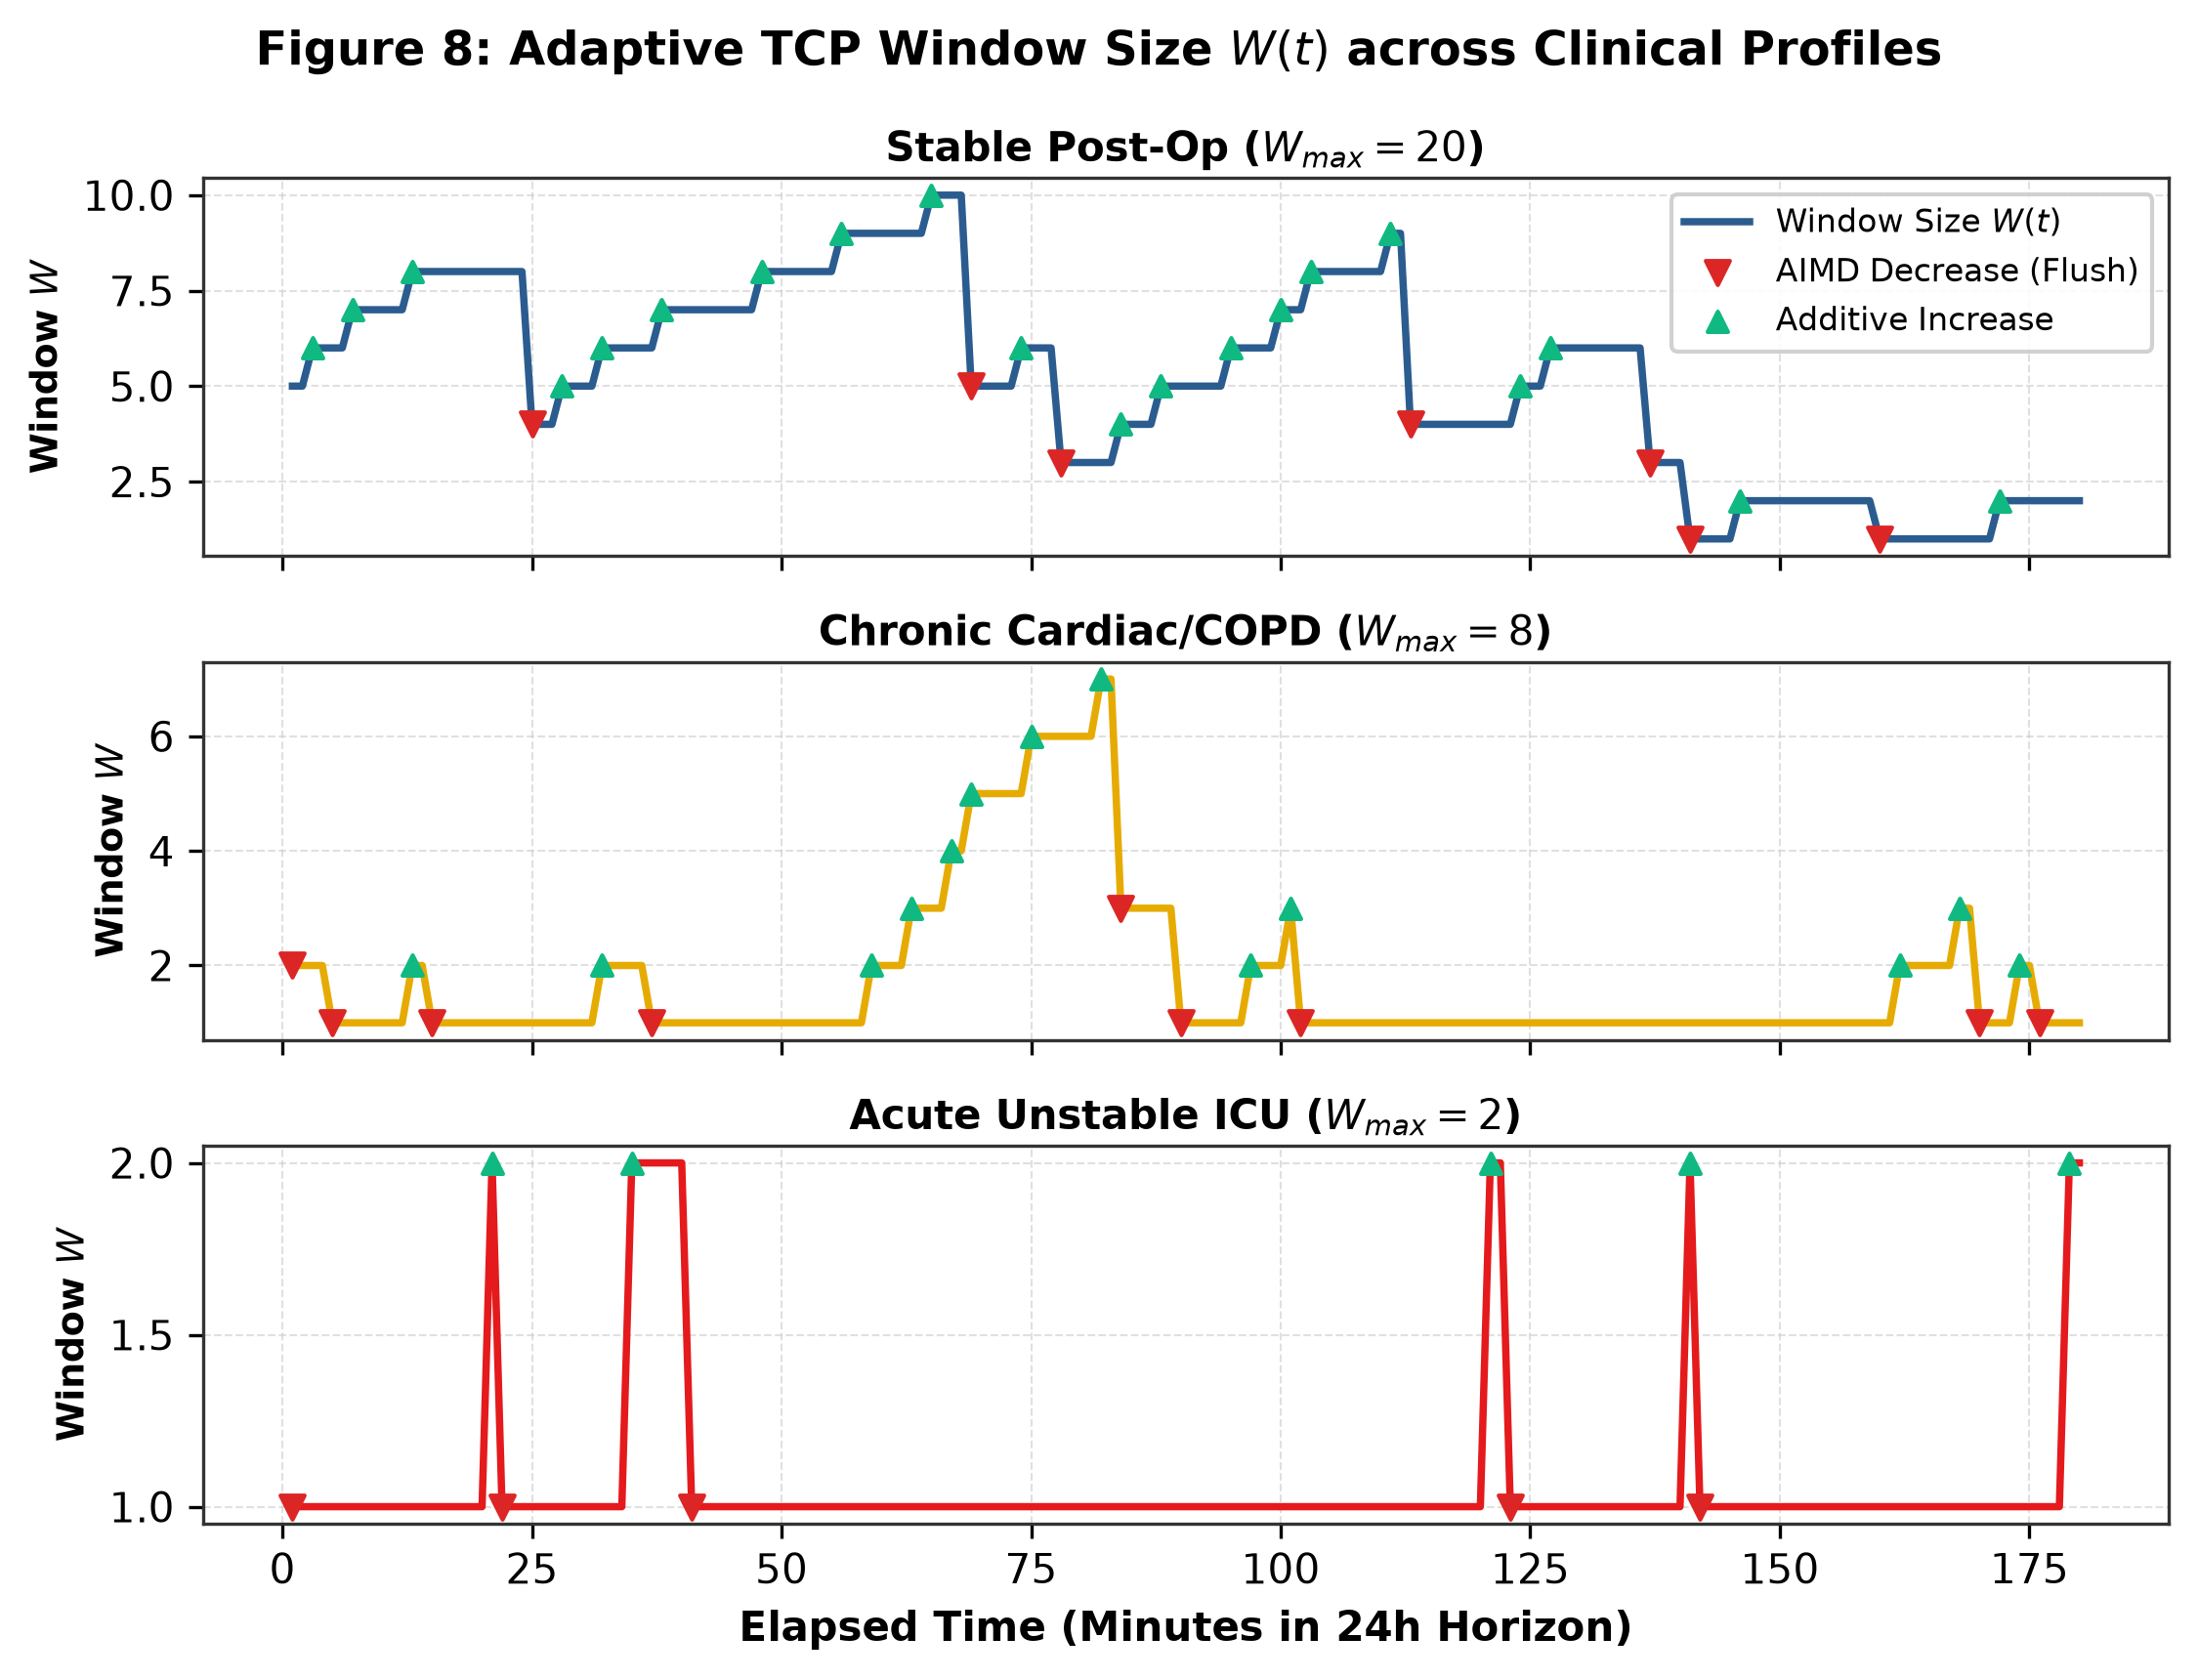 Figure 8: Adaptive TCP Window Size W(t) across Clinical Profiles
Stable Post-Op (W_max = 20)
Window W
10.0
7.5
5.0
2.5
Window Size W(t)
AIMD Decrease (Flush)
Additive Increase
Chronic Cardiac/COPD (W_max = 8)
Window W
6
4
2
Acute Unstable ICU (W_max = 2)
Window W
2.0
1.5
1.0
0 25 50 75 100 125 150 175
Elapsed Time (Minutes in 24h Horizon)